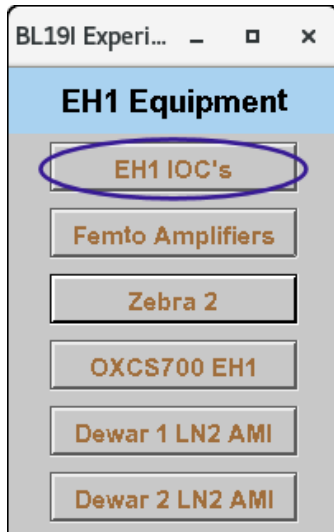 BL19I Experi...
EH1 Equipment
EH1 IOC's
Femto Amplifiers
Zebra 2
OXCS700 EH1
Dewar 1 LN2 AMI
Dewar 2 LN2 AMI